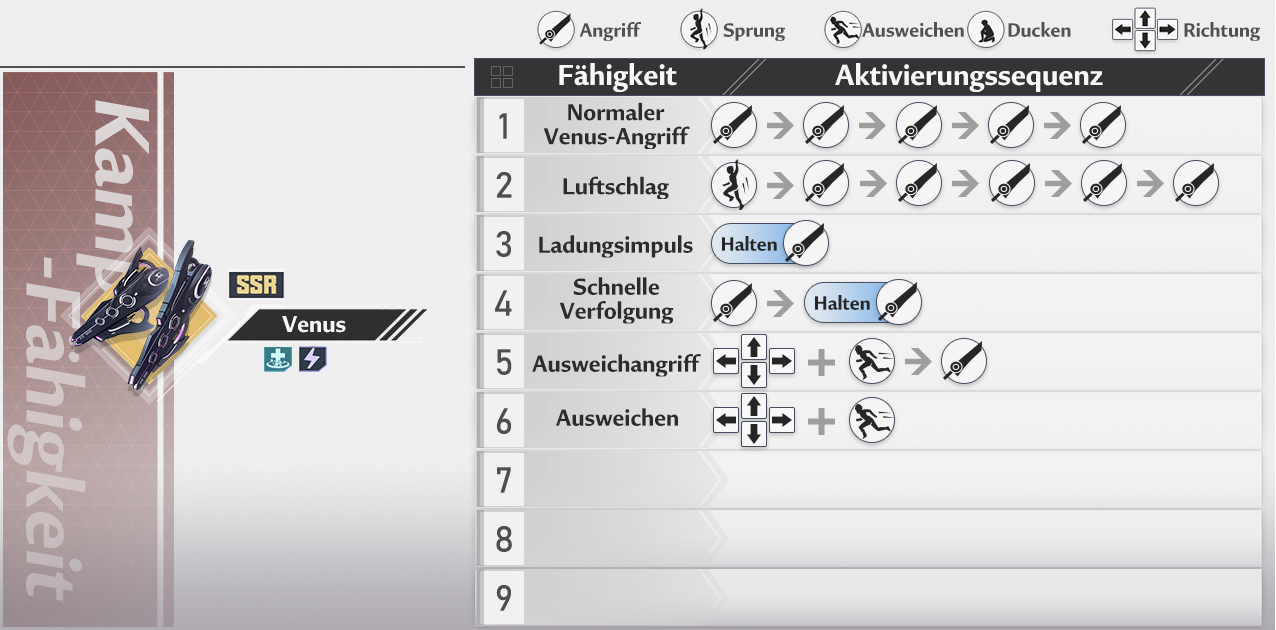 Angriff
Sprung
Ausweichen
Ducken
Richtung
Fähigkeit
Aktivierungssequenz
1
Normaler
Venus-Angriff
2
Luftschlag
3
Ladungsimpuls
Halten
4
Schnelle
Verfolgung
Halten
5
Ausweichangriff
6
Ausweichen
7
8
9
Kampf
-Fähigkeit
SSR
Venus